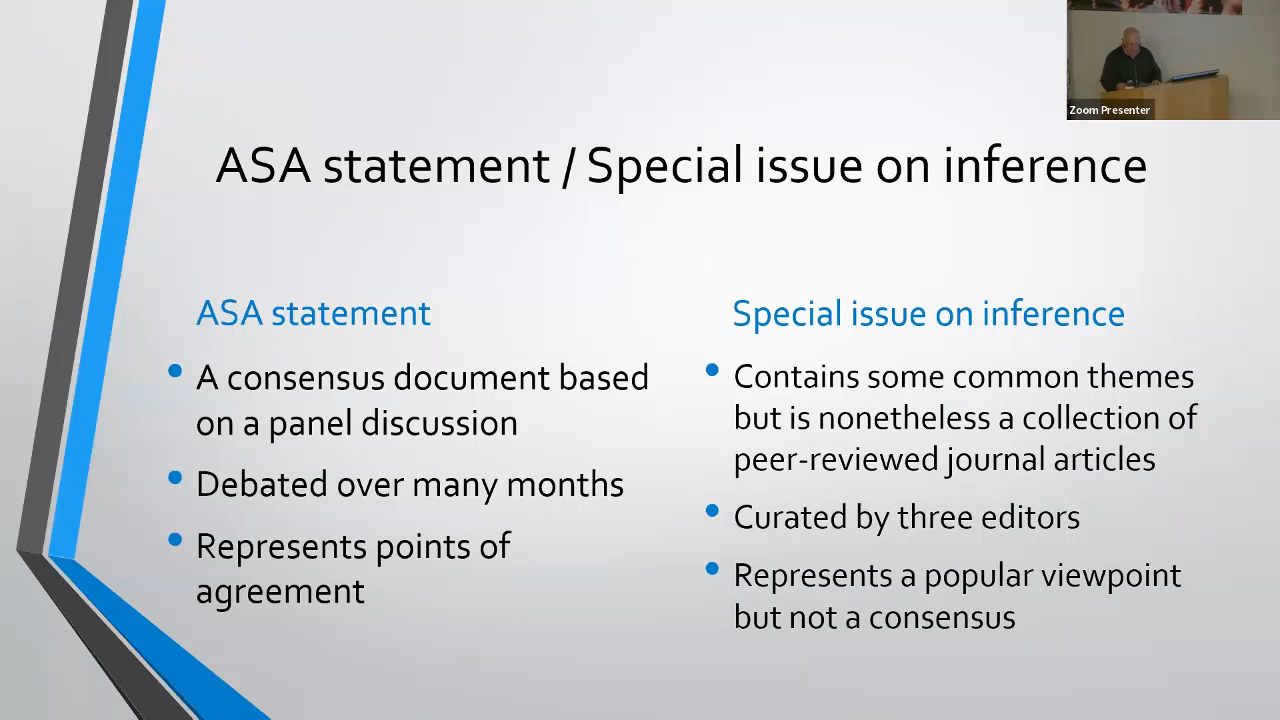 Zoom Presenter
ASA statement / Special issue on inference
ASA statement
• A consensus document based
on a panel discussion
• Debated over many months
• Represents points of
agreement
Special issue on inference
• Contains some common themes
but is nonetheless a collection of
peer-reviewed journal articles
• Curated by three editors
• Represents a popular viewpoint
but not a consensus